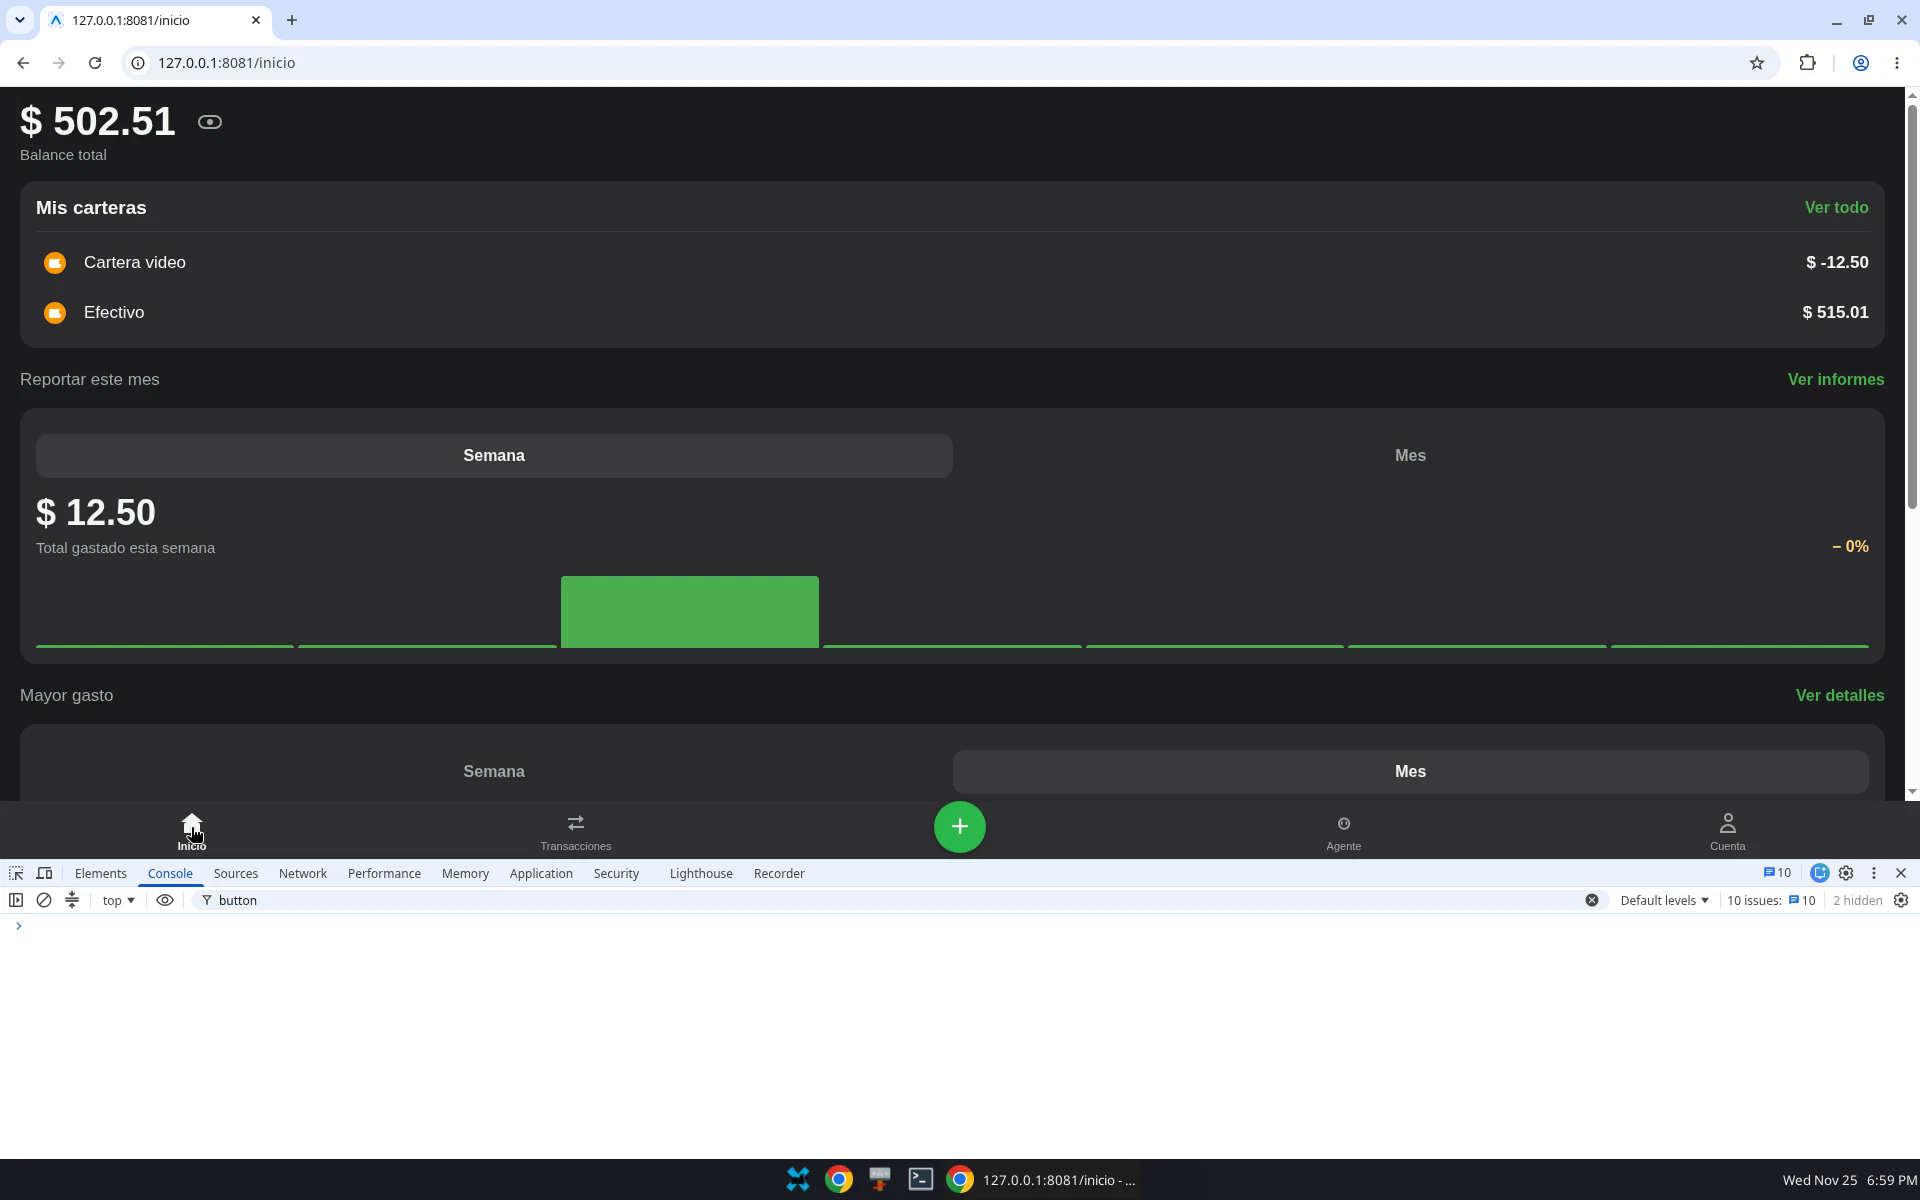 127.0.0.1:8081/inicio
127.0.0.1:8081/inicio
$ 502.51
Balance total
Mis carteras Ver todo
Cartera video $ -12.50
Efectivo $ 515.01
Reportar este mes Ver informes
Semana Mes
$ 12.50
Total gastado esta semana – 0%
Mayor gasto Ver detalles
Semana Mes
Inicio Transacciones + Agente Cuenta
Elements Console Sources Network Performance Memory Application Security Lighthouse Recorder 10
top button Default levels 10 issues: 10 2 hidden
127.0.0.1:8081/inicio - ... Wed Nov 25 6:59 PM